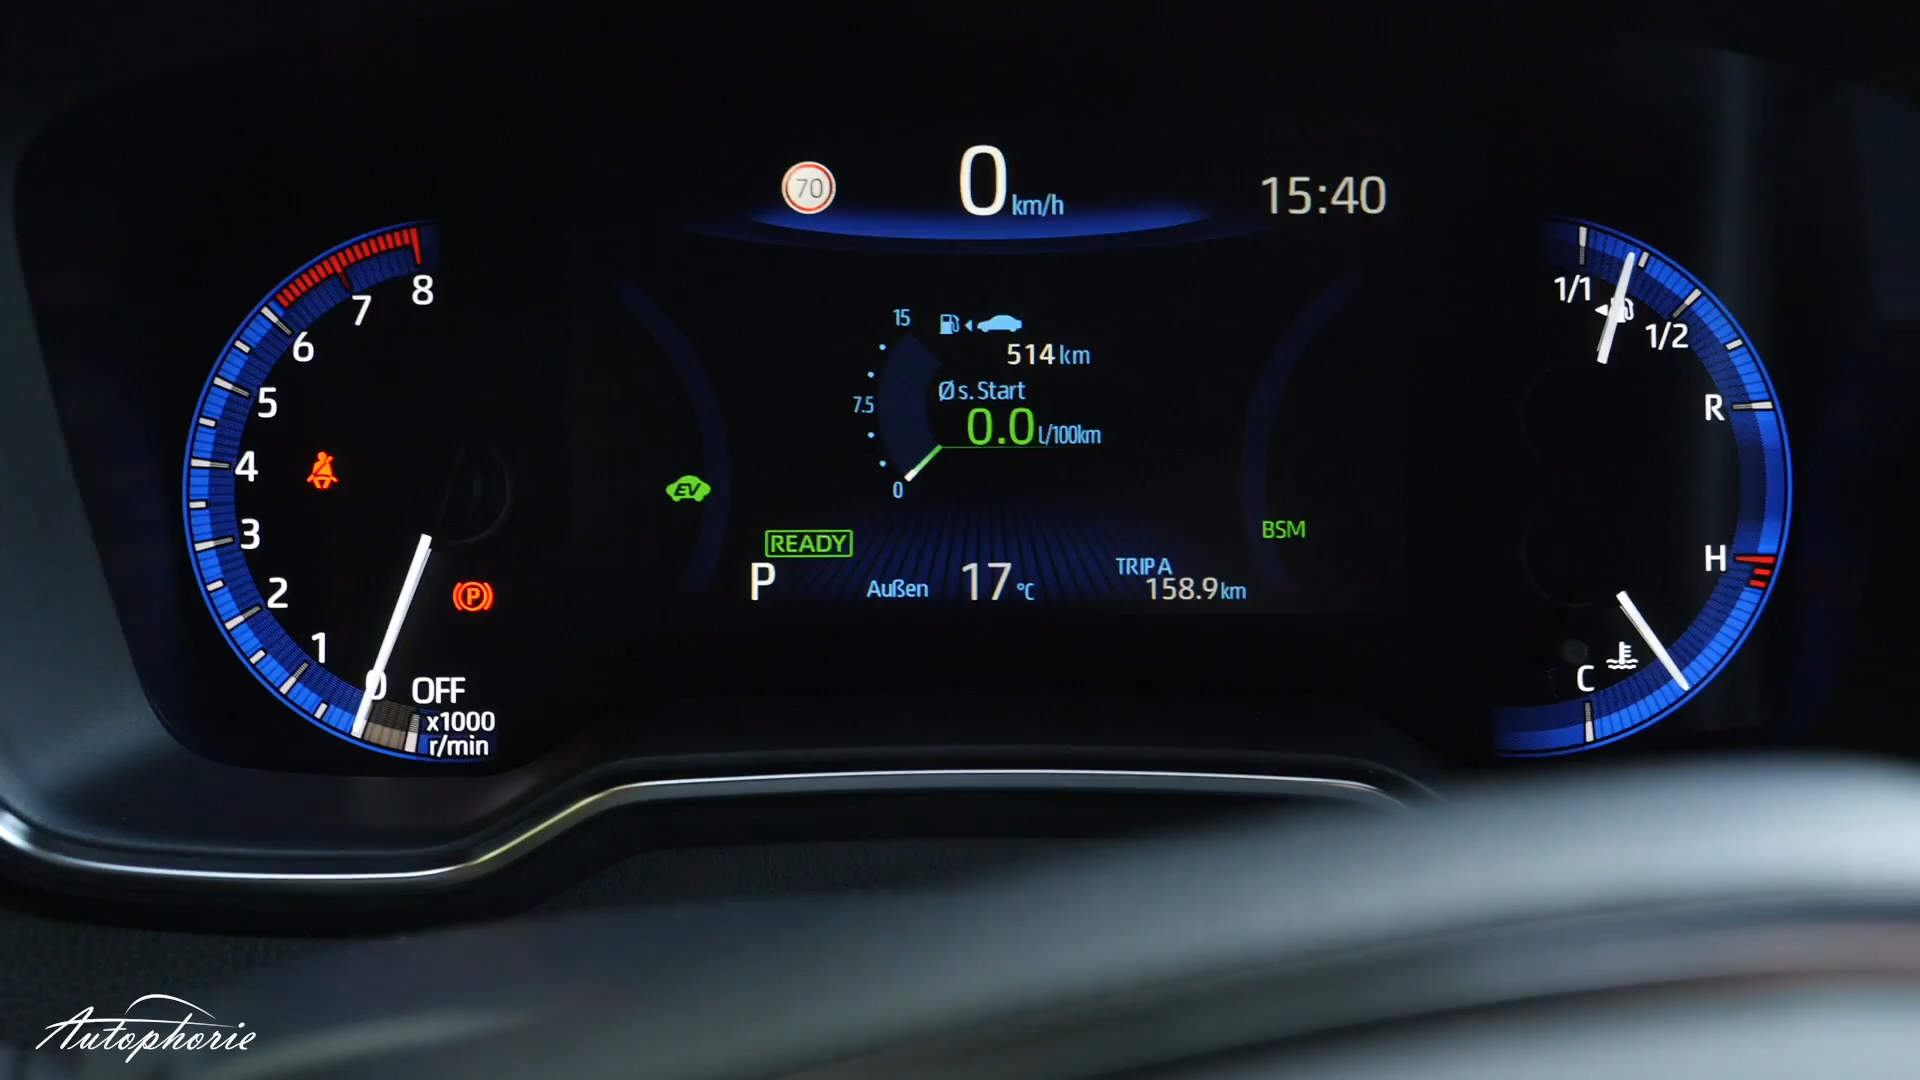 70
0 km/h
15:40
8
7
6
5
4
3
2
1
0
OFF
x1000
r/min
P
EV
15
7.5
0
514 km
Ø s. Start
0.0 l/100km
READY
P
Außen 17 °C
TRIP A
158.9 km
BSM
1/1
1/2
R
H
C
Autophorie